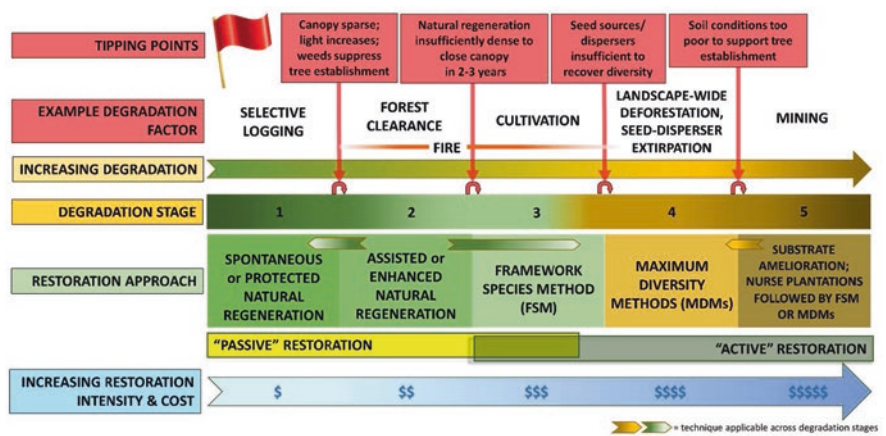 TIPPING POINTS
Canopy sparse;
light increases;
weeds suppress
tree establishment
Natural regeneration
insufficiently dense to
close canopy
in 2-3 years
Seed sources/
dispersers
insufficient to
recover diversity
Soil conditions too
poor to support tree
establishment
EXAMPLE DEGRADATION
FACTOR
SELECTIVE
LOGGING
FOREST
CLEARANCE
FIRE
CULTIVATION
LANDSCAPE-WIDE
DEFORESTATION,
SEED-DISPERSER
EXTIRPATION
MINING
INCREASING DEGRADATION
DEGRADATION STAGE
1
2
3
4
5
RESTORATION APPROACH
SPONTANEOUS
or PROTECTED
NATURAL
REGENERATION
ASSISTED or
ENHANCED
NATURAL
REGENERATION
FRAMEWORK
SPECIES METHOD
(FSM)
MAXIMUM
DIVERSITY
METHODS (MDMs)
SUBSTRATE
AMELIORATION;
NURSE PLANTATIONS
FOLLOWED BY FSM
OR MDMs
"PASSIVE" RESTORATION
"ACTIVE" RESTORATION
INCREASING RESTORATION
INTENSITY & COST
$
$$
$$$
$$$$
$$$$$
= technique applicable across degradation stages